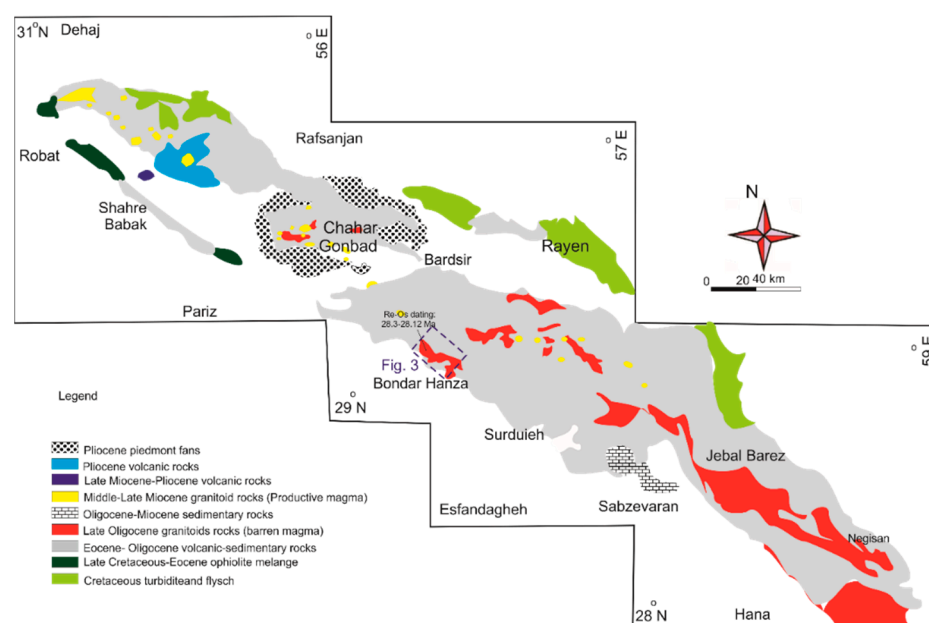 31°N
Dehaj
56 E
Rafsanjan
57 E
Robat
Shahre
Babak
Chahar
Gonbad
Rayen
N
Bardsir
0 20 40 km
Pariz
Re-Os dating:
28.3-28.12 Ma
59 E
Fig. 3
Bondar Hanza
Legend
29 N
Surduieh
Jebal Barez
Pliocene piedmont fans
Pliocene volcanic rocks
Late Miocene-Pliocene volcanic rocks
Middle-Late Miocene granitoid rocks (Productive magma)
Oligocene-Miocene sedimentary rocks
Late Oligocene granitoids rocks (barren magma)
Eocene- Oligocene volcanic-sedimentary rocks
Late Cretaceous-Eocene ophiolite melange
Cretaceous turbiditeand flysch
Esfandagheh
Sabzevaran
Negisan
28 N
Hana